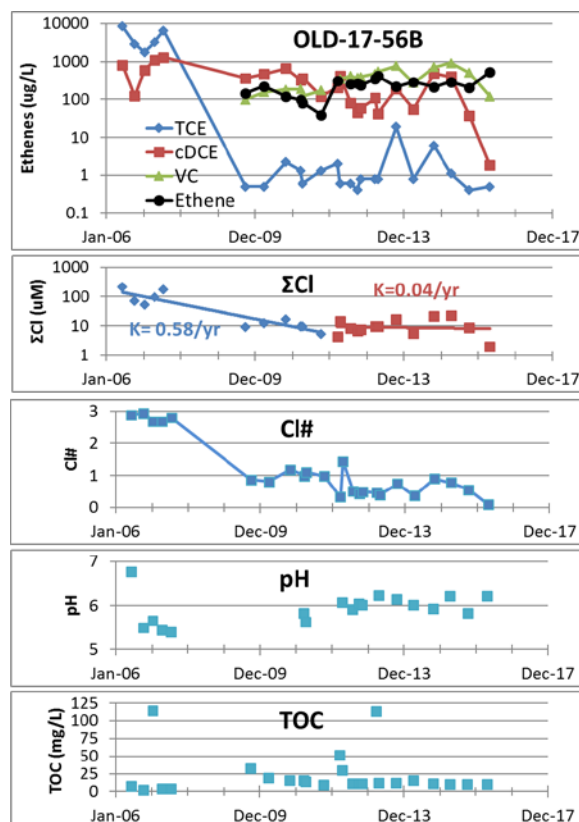 OLD-17-56B
Ethenes (ug/L)
10000
1000
100
10
1
0.1
TCE
cDCE
VC
Ethene
Jan-06 Dec-09 Dec-13 Dec-17
ΣCl
ΣCl (uM)
1000
100
10
1
K= 0.58/yr
K=0.04/yr
Jan-06 Dec-09 Dec-13 Dec-17
Cl#
Cl#
3
2
1
0
Jan-06 Dec-09 Dec-13 Dec-17
pH
pH
7
6
5
Jan-06 Dec-09 Dec-13 Dec-17
TOC
TOC (mg/L)
125
100
75
50
25
0
Jan-06 Dec-09 Dec-13 Dec-17